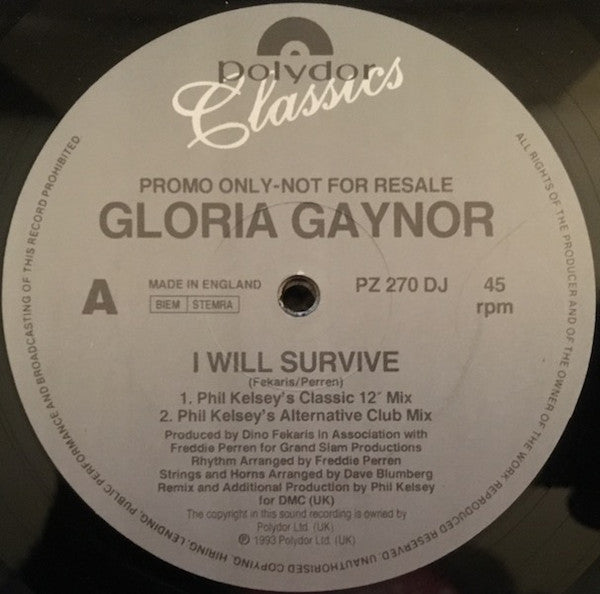 polydor
Classics
PROMO ONLY-NOT FOR RESALE
GLORIA GAYNOR
A
MADE IN ENGLAND
BIEM STEMRA
PZ 270 DJ
45
rpm
I WILL SURVIVE
(Fekaris/Perren)
1. Phil Kelsey's Classic 12″ Mix
2. Phil Kelsey's Alternative Club Mix
Produced by Dino Fekaris In Association with
Freddie Perren for Grand Slam Productions
Rhythm Arranged by Freddie Perren
Strings and Horns Arranged by Dave Blumberg
Remix and Additional Production by Phil Kelsey
for DMC (UK)
The copyright in this sound recording is owned by
Polydor Ltd. (UK)
℗ 1993 Polydor Ltd. (UK)
ALL RIGHTS OF THE PRODUCER AND OF THE OWNER OF THE WORK REPRODUCED RESERVED. UNAUTHORISED COPYING, HIRING, LENDING, PUBLIC PERFORMANCE AND BROADCASTING OF THIS RECORD PROHIBITED.